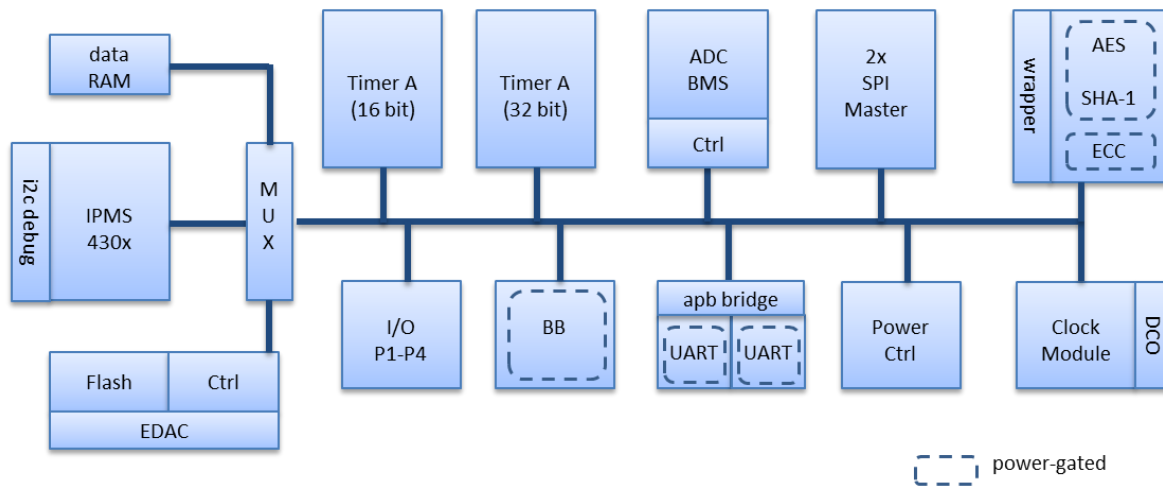 data
RAM
i2c debug
IPMS
430x
M
U
X
Flash
Ctrl
EDAC
Timer A
(16 bit)
Timer A
(32 bit)
ADC
BMS
Ctrl
2x
SPI
Master
wrapper
AES
SHA-1
ECC
I/O
P1-P4
BB
apb bridge
UART
UART
Power
Ctrl
Clock
Module
DCO
power-gated